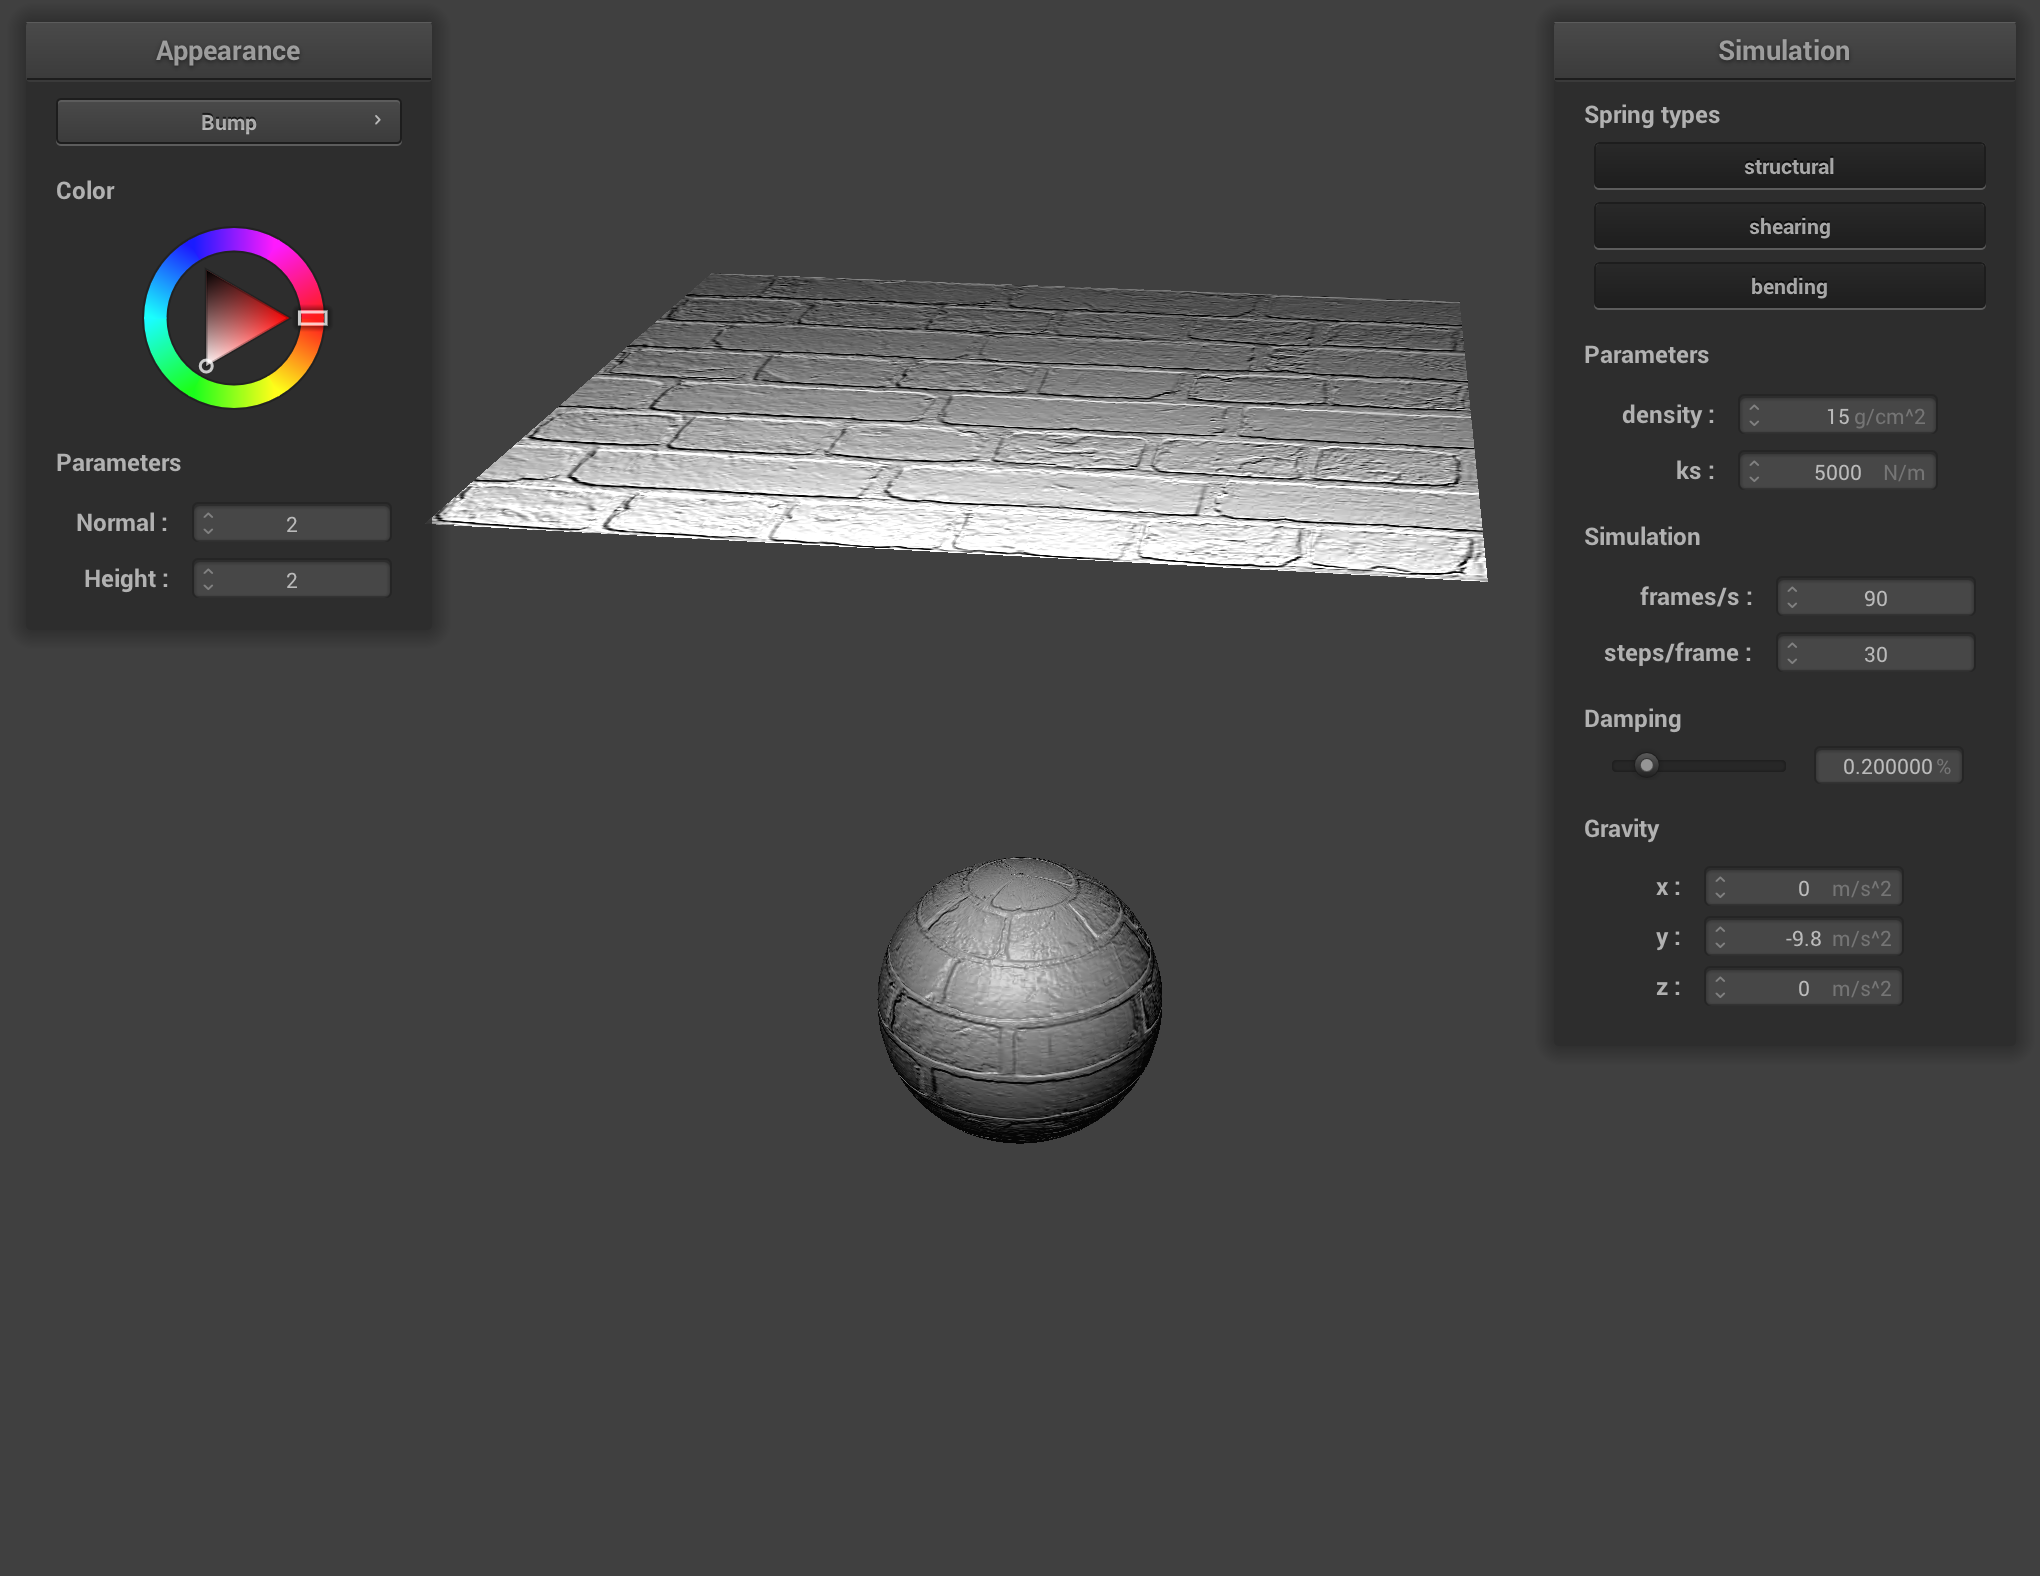 Appearance
Bump
Color
Parameters
Normal : 2
Height : 2
Simulation
Spring types
structural
shearing
bending
Parameters
density : 15 g/cm^2
ks : 5000 N/m
Simulation
frames/s : 90
steps/frame : 30
Damping
0.200000 %
Gravity
x : 0 m/s^2
y : -9.8 m/s^2
z : 0 m/s^2